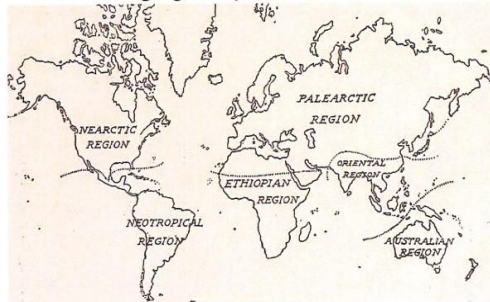 PALEARCTIC
REGION
NEARCTIC
REGION
ORIENTAL
REGION
ETHIOPIAN
REGION
NEOTROPICAL
REGION
AUSTRALIAN
REGION